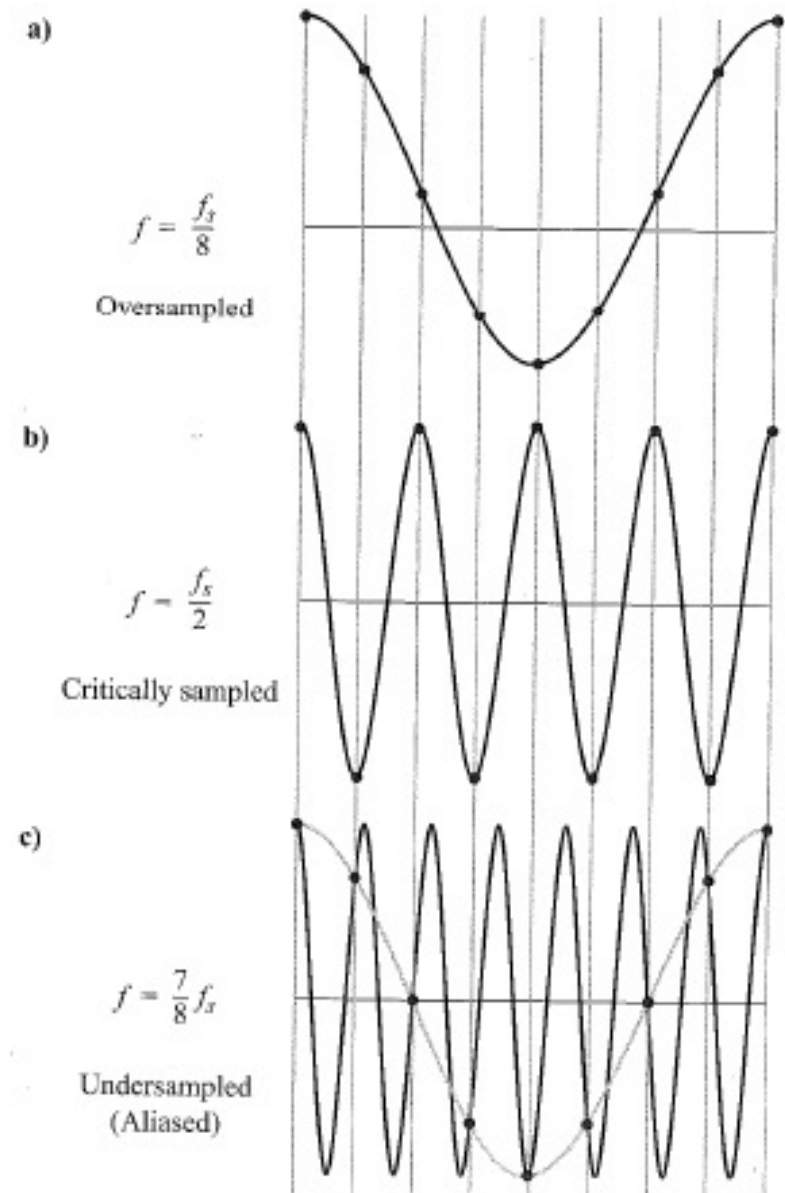 a)
f = fs/8
Oversampled
b)
f = fs/2
Critically sampled
c)
f = 7/8 fs
Undersampled
(Aliased)